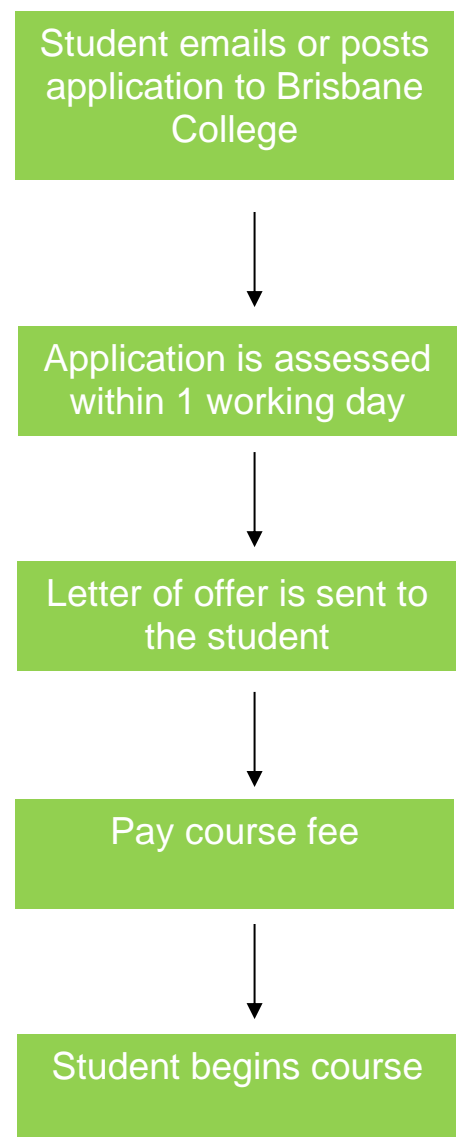 Student emails or posts
application to Brisbane
College
Application is assessed
within 1 working day
Letter of offer is sent to
the student
Pay course fee
Student begins course